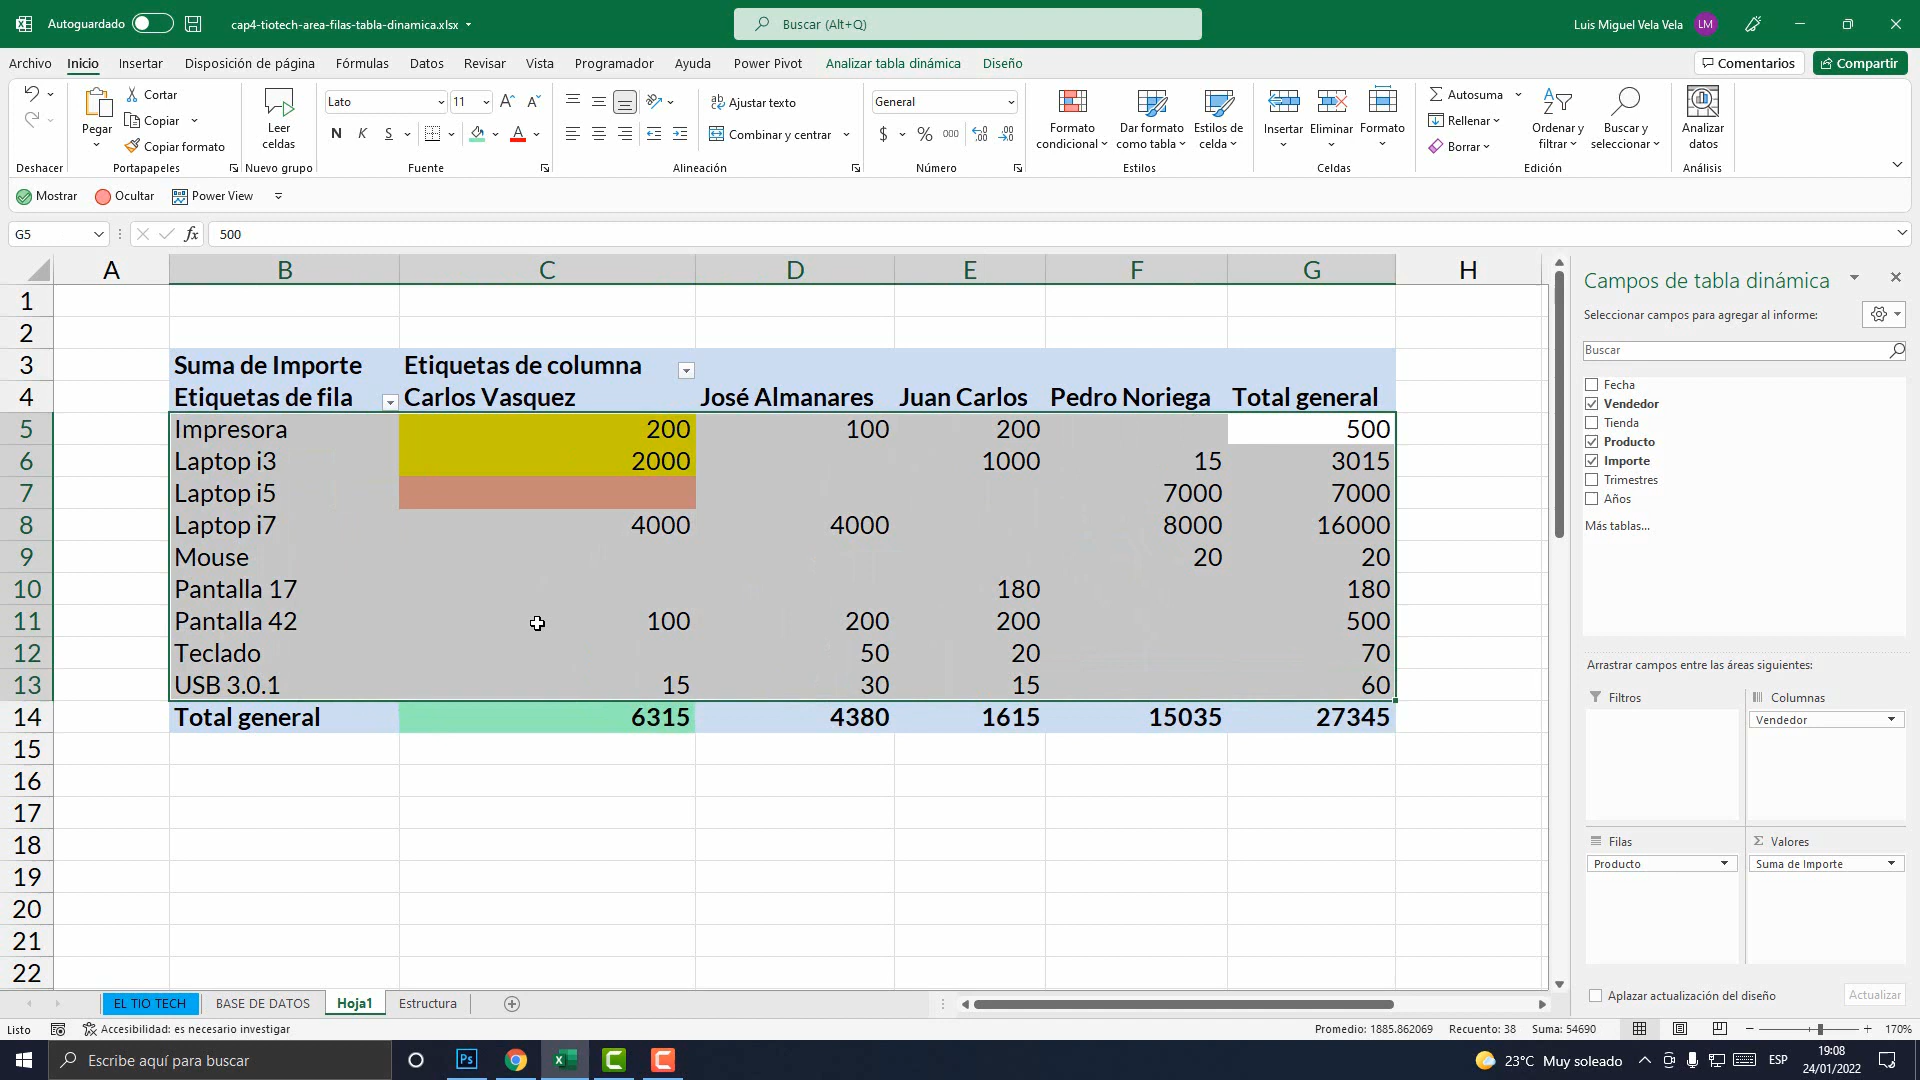 Autoguardado cap4-tiotech-area-filas-tabla-dinamica.xlsx Buscar (Alt+Q) Luis Miguel Vela Vela LM
Archivo Inicio Insertar Disposición de página Fórmulas Datos Revisar Vista Programador Ayuda Power Pivot Analizar tabla dinámica Diseño Comentarios Compartir
Pegar Cortar Copiar Copiar formato
Leer celdas
Lato 11 N K S
Ajustar texto
Combinar y centrar
General
$ % 000
Formato condicional Dar formato como tabla Estilos de celda
Insertar Eliminar Formato
Autosuma Rellenar Borrar
Ordenar y filtrar Buscar y seleccionar
Analizar datos
Deshacer Portapapeles Nuevo grupo Fuente Alineación Número Estilos Celdas Edición Análisis
Mostrar Ocultar Power View
G5 fx 500
A B C D E F G H
1
2
3 Suma de Importe Etiquetas de columna
4 Etiquetas de fila Carlos Vasquez José Almanares Juan Carlos Pedro Noriega Total general
5 Impresora 200 100 200 500
6 Laptop i3 2000 1000 15 3015
7 Laptop i5 7000 7000
8 Laptop i7 4000 4000 8000 16000
9 Mouse 20 20
10 Pantalla 17 180 180
11 Pantalla 42 100 200 200 500
12 Teclado 50 20 70
13 USB 3.0.1 15 30 15 60
14 Total general 6315 4380 1615 15035 27345
15
16
17
18
19
20
21
22
Campos de tabla dinámica
Seleccionar campos para agregar al informe:
Buscar
Fecha
Vendedor
Tienda
Producto
Importe
Trimestres
Años
Más tablas...
Arrastrar campos entre las áreas siguientes:
Filtros Columnas
Vendedor
Filas Valores
Producto Suma de Importe
Aplazar actualización del diseño Actualizar
EL TIO TECH BASE DE DATOS Hoja1 Estructura
Listo Accesibilidad: es necesario investigar Promedio: 1885.862069 Recuento: 38 Suma: 54690 170%
Escribe aquí para buscar Ps 23°C Muy soleado ESP 19:08
24/01/2022